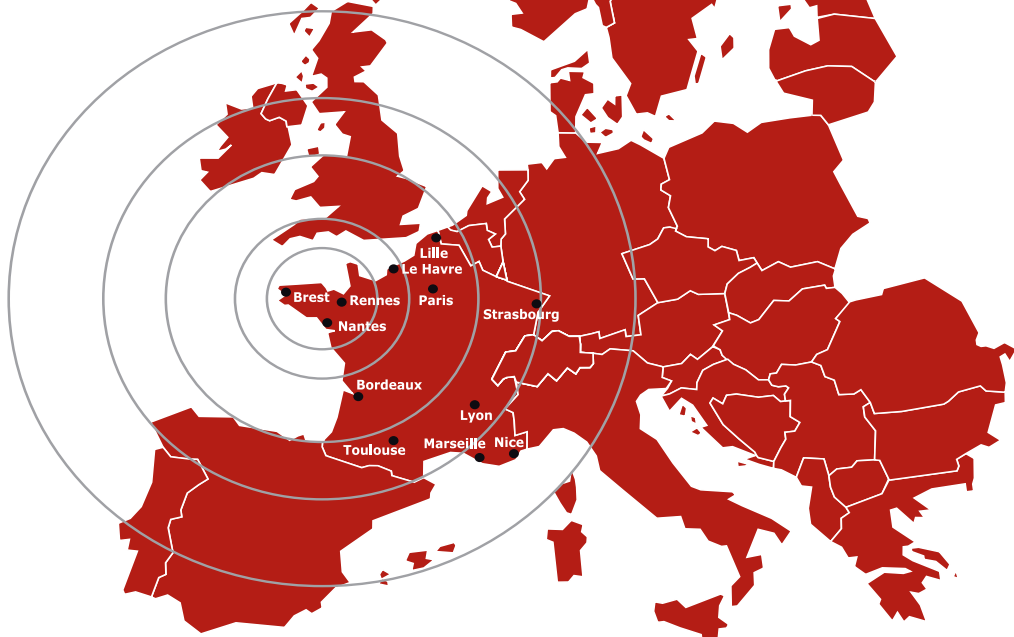 Lille
Le Havre
Brest
Rennes
Paris
Strasbourg
Nantes
Bordeaux
Lyon
Toulouse
Marseille
Nice